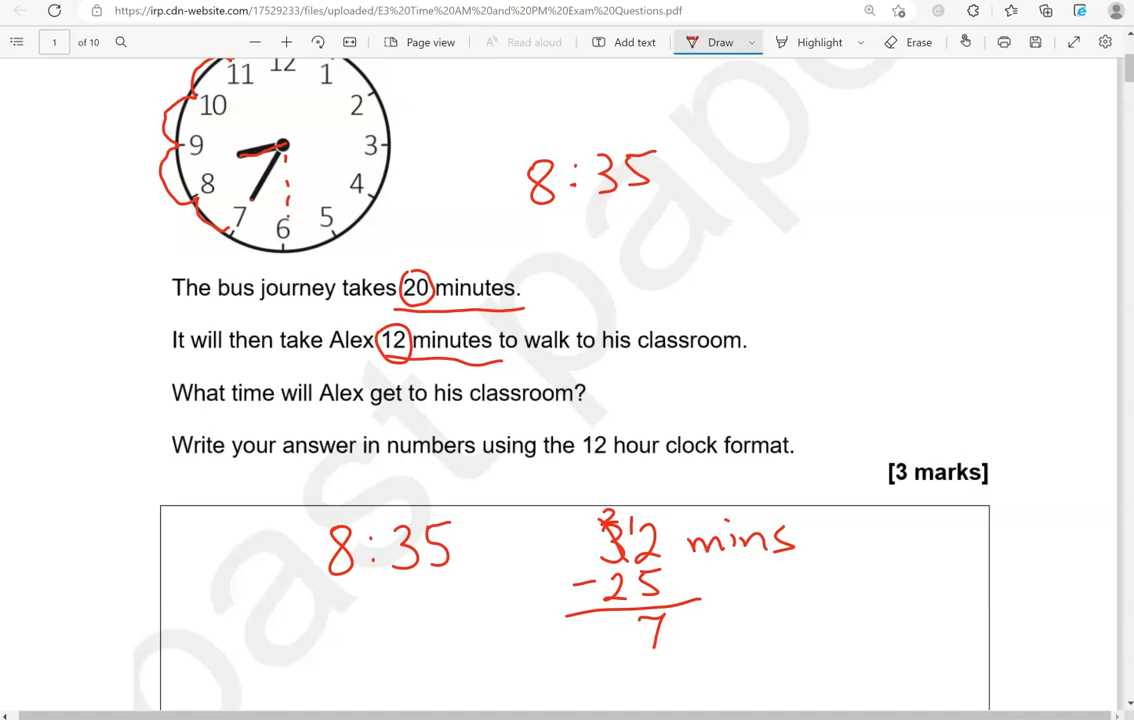 https://irp.cdn-website.com/17529233/files/uploaded/E3%20Time%20AM%20and%20PM%20Exam%20Questions.pdf
1 of 10 Page view Read aloud Add text Draw Highlight Erase
11 12 1
10 2
9 3
8 4
7 6 5
8:35
past paper
The bus journey takes 20 minutes.
It will then take Alex 12 minutes to walk to his classroom.
What time will Alex get to his classroom?
Write your answer in numbers using the 12 hour clock format.
[3 marks]
2 1
8:35 32 mins
-25
7